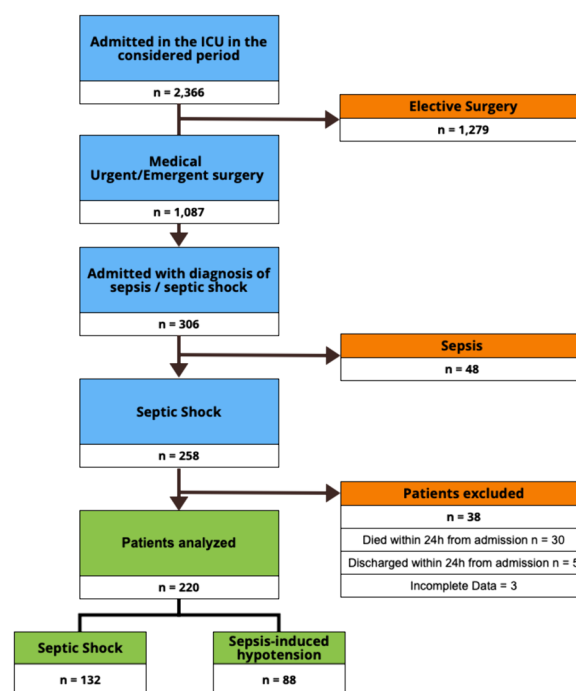 Admitted in the ICU in the
considered period
n = 2,366
Elective Surgery
n = 1,279
Medical
Urgent/Emergent surgery
n = 1,087
Admitted with diagnosis of
sepsis / septic shock
n = 306
Sepsis
n = 48
Septic Shock
n = 258
Patients excluded
n = 38
Died within 24h from admission n = 30
Discharged within 24h from admission n = 5
Incomplete Data = 3
Patients analyzed
n = 220
Septic Shock
n = 132
Sepsis-induced
hypotension
n = 88